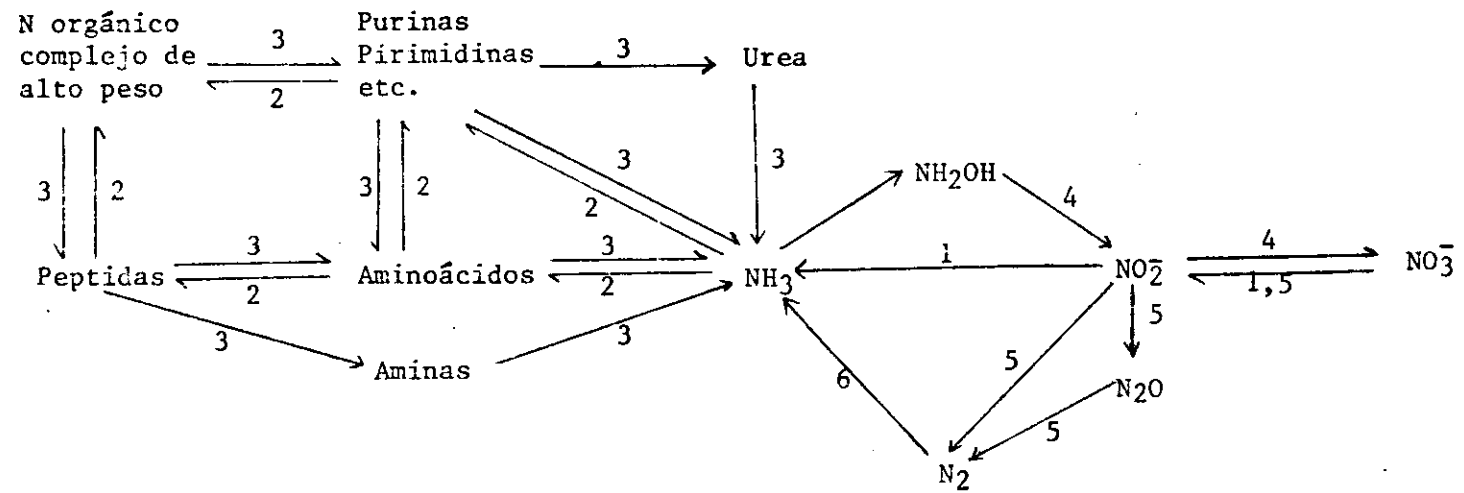 N orgánico
complejo de
alto peso
3
2
Purinas
Pirimidinas
etc.
3
Urea
3
2
3
2
3
2
3
NH2OH
4
Peptidas
3
2
Aminoácidos
3
2
NH3
1
NO2-
4
1,5
NO3-
3
Aminas
3
6
5
5
N2O
5
N2